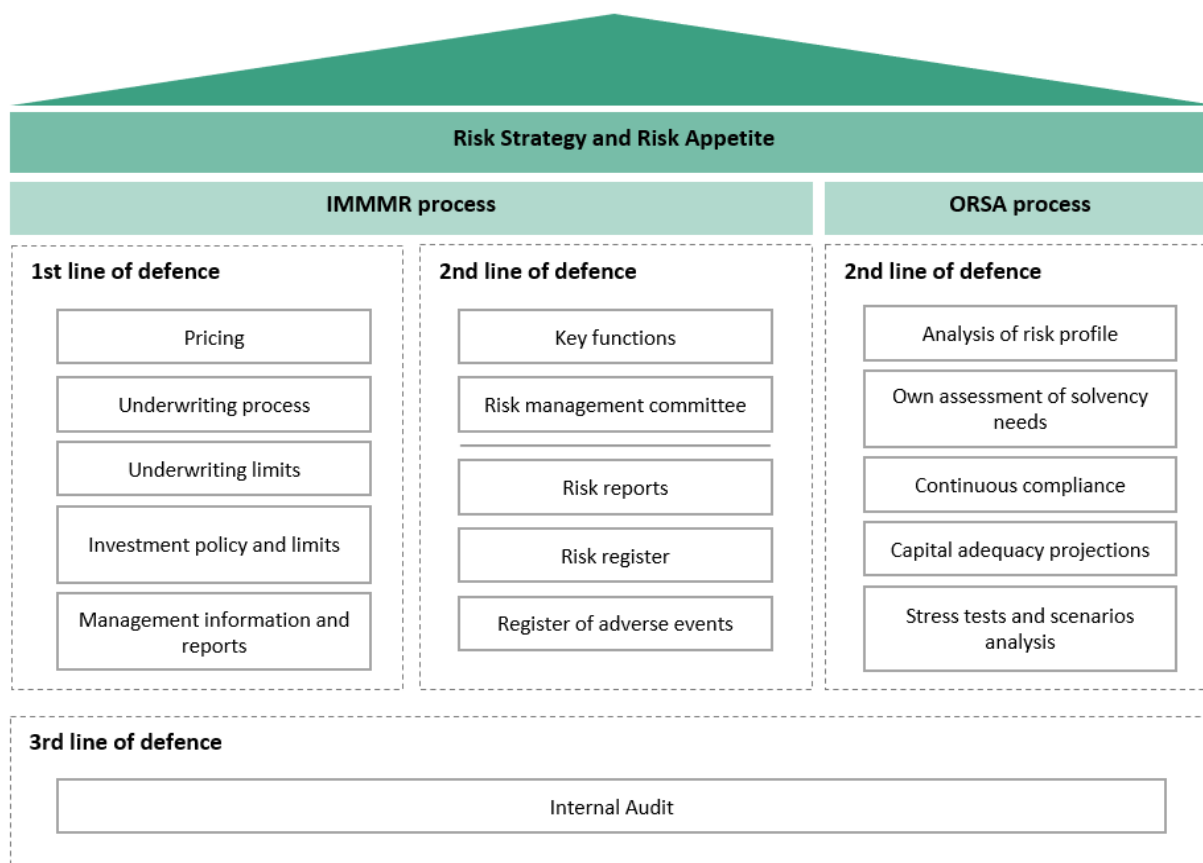 Risk Strategy and Risk Appetite
IMMMR process
ORSA process
1st line of defence
Pricing
Underwriting process
Underwriting limits
Investment policy and limits
Management information and
reports
2nd line of defence
Key functions
Risk management committee
Risk reports
Risk register
Register of adverse events
2nd line of defence
Analysis of risk profile
Own assessment of solvency
needs
Continuous compliance
Capital adequacy projections
Stress tests and scenarios
analysis
3rd line of defence
Internal Audit